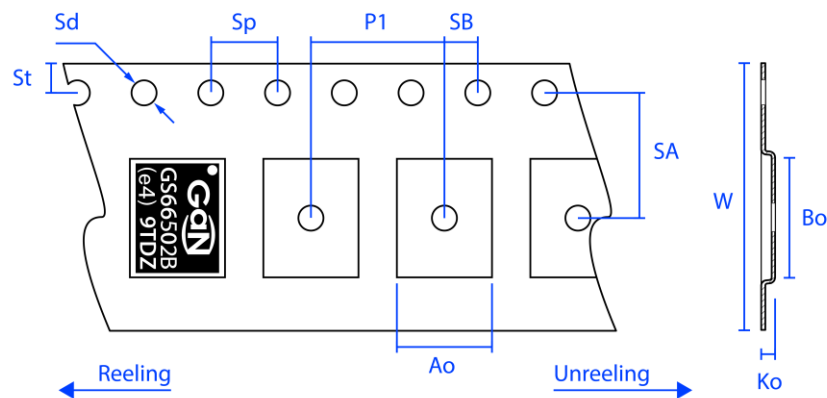 Sd
Sp
P1
SB
St
SA
GaN
GS66502B
(e4) 9TDZ
W
Bo
Ao
Ko
Reeling
Unreeling